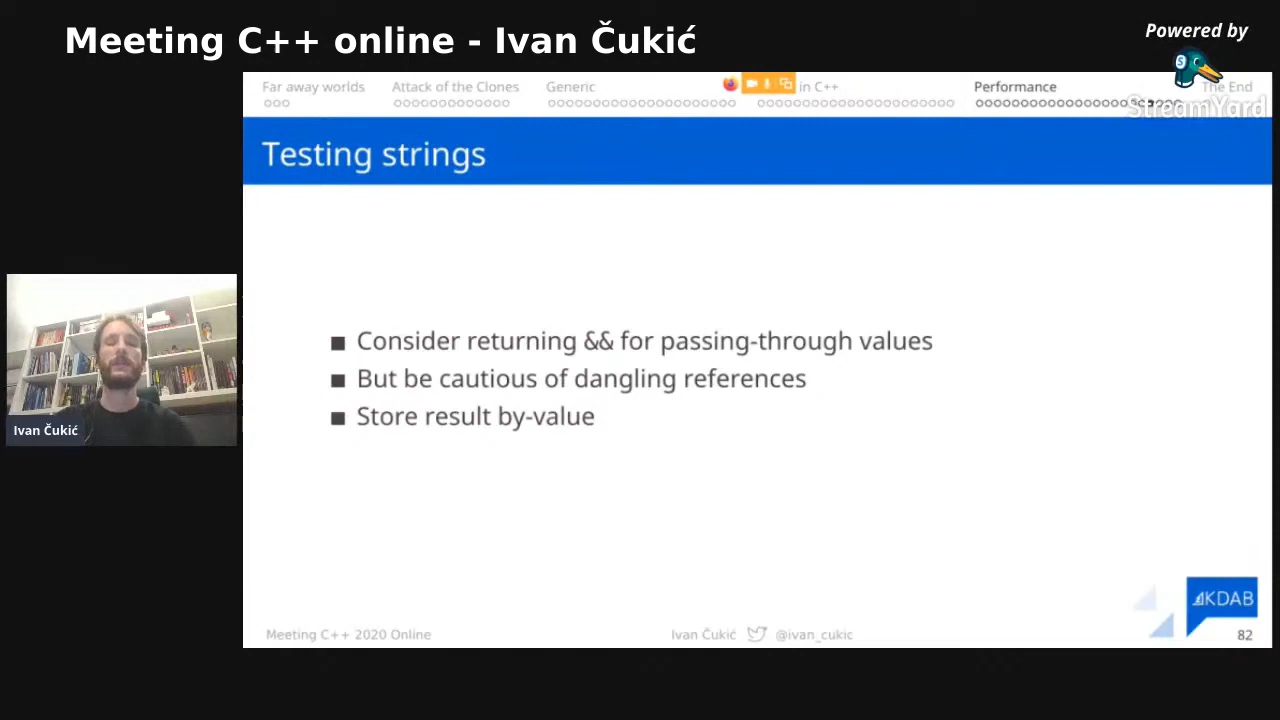 Meeting C++ online - Ivan Čukić
Powered by
StreamYard
Far away worlds Attack of the Clones Generic in C++ Performance The End
Testing strings
■ Consider returning && for passing-through values
■ But be cautious of dangling references
■ Store result by-value
Ivan Čukić
KDAB
Meeting C++ 2020 Online Ivan Čukić @ivan_cukic 82